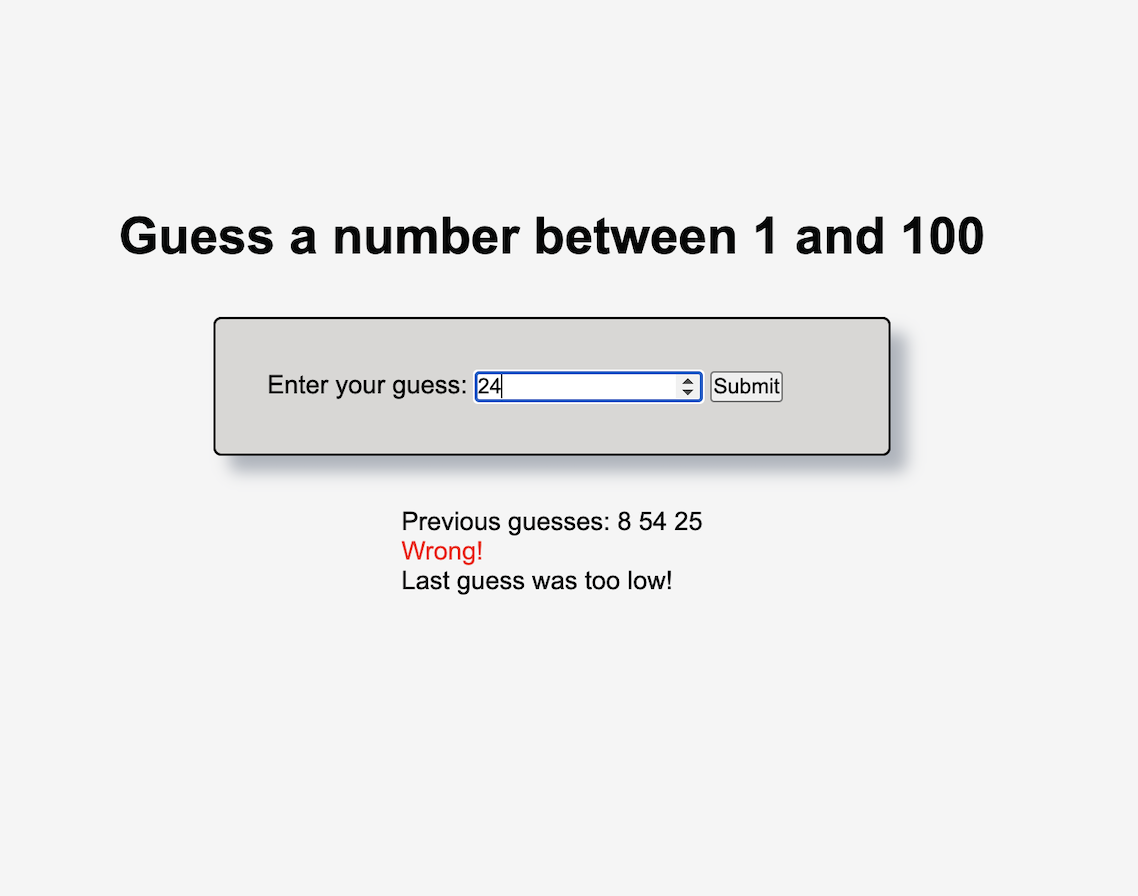 Guess a number between 1 and 100
Enter your guess: 24 Submit
Previous guesses: 8 54 25
Wrong!
Last guess was too low!